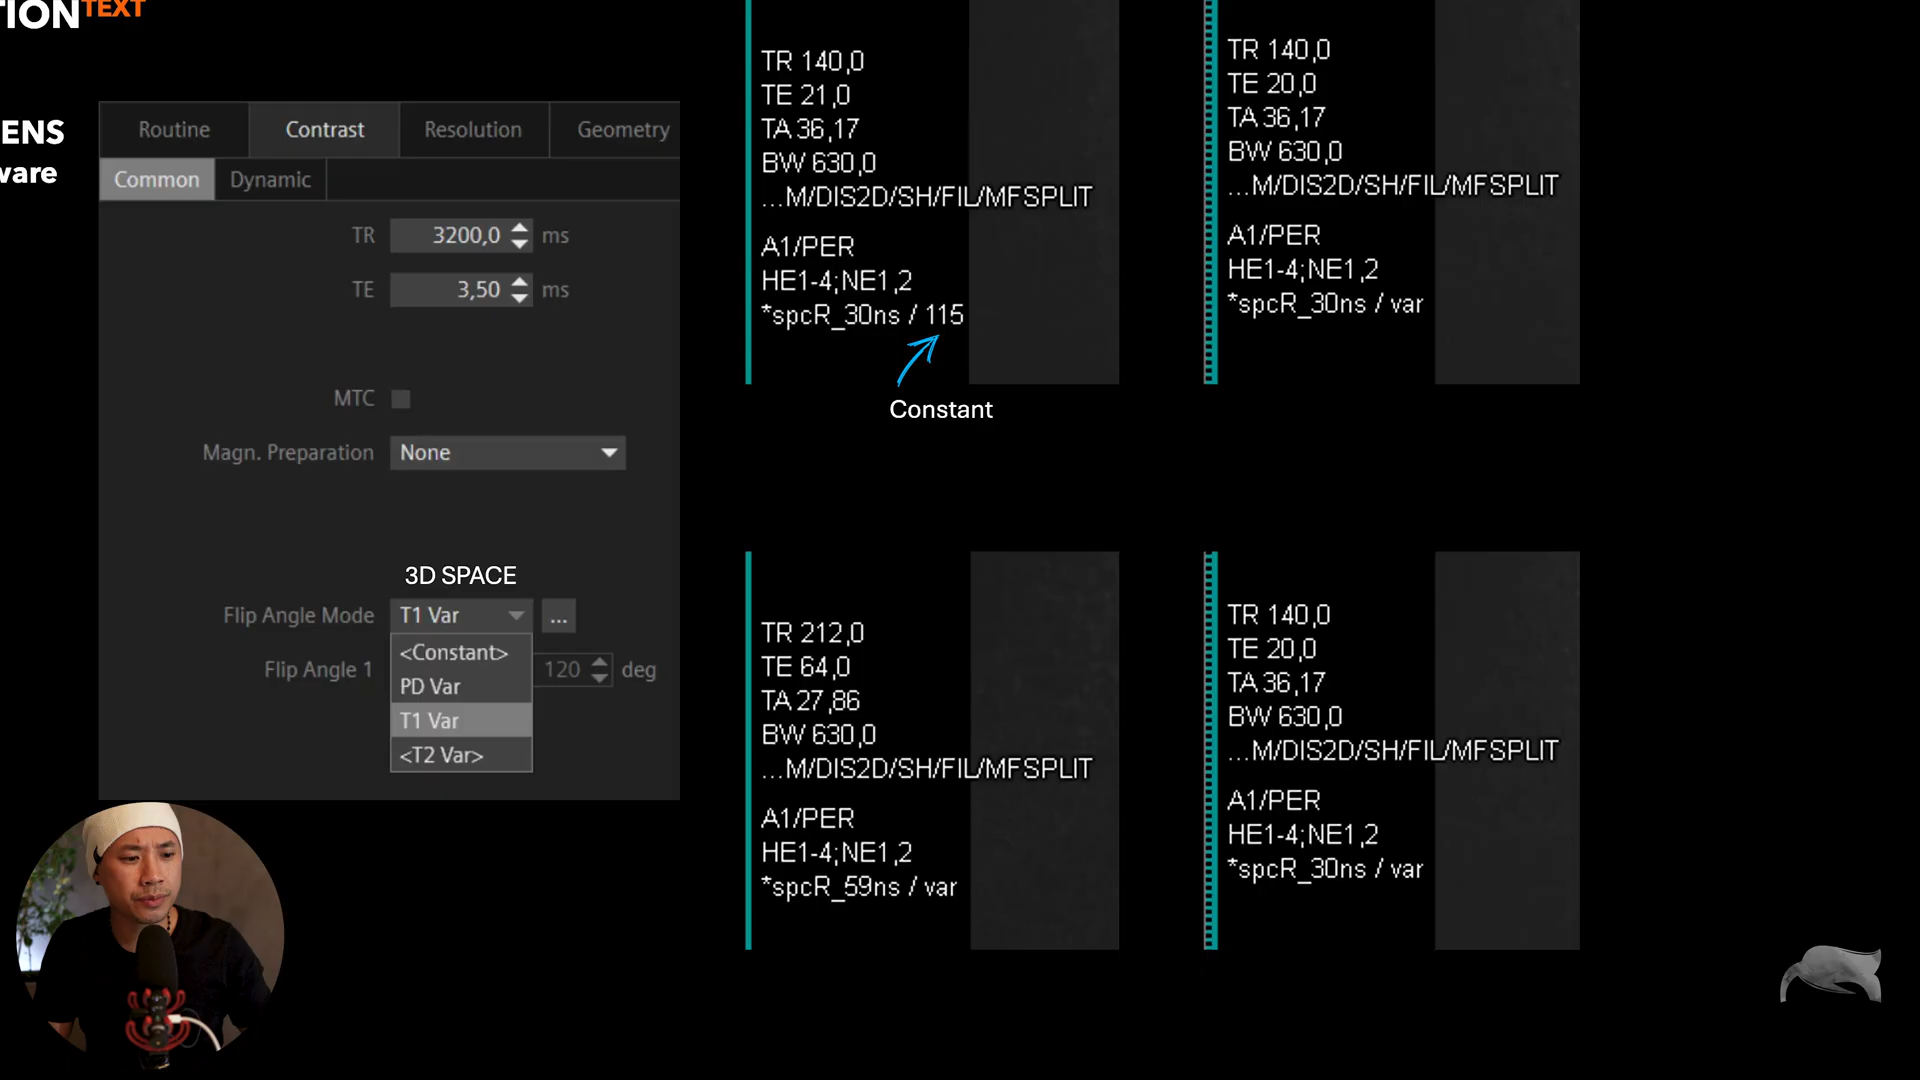 TION TEXT
ENS
ware
Routine Contrast Resolution Geometry
Common Dynamic
TR 3200,0 ms
TE 3,50 ms
MTC
Magn. Preparation None
3D SPACE
Flip Angle Mode T1 Var ...
<Constant>
Flip Angle 1 120 deg
PD Var
T1 Var
<T2 Var>
TR 140,0
TE 21,0
TA 36,17
BW 630,0
...M/DIS2D/SH/FIL/MFSPLIT
A1/PER
HE1-4;NE1,2
*spcR_30ns / 115
Constant
TR 140,0
TE 20,0
TA 36,17
BW 630,0
...M/DIS2D/SH/FIL/MFSPLIT
A1/PER
HE1-4;NE1,2
*spcR_30ns / var
TR 212,0
TE 64,0
TA 27,86
BW 630,0
...M/DIS2D/SH/FIL/MFSPLIT
A1/PER
HE1-4;NE1,2
*spcR_59ns / var
TR 140,0
TE 20,0
TA 36,17
BW 630,0
...M/DIS2D/SH/FIL/MFSPLIT
A1/PER
HE1-4;NE1,2
*spcR_30ns / var